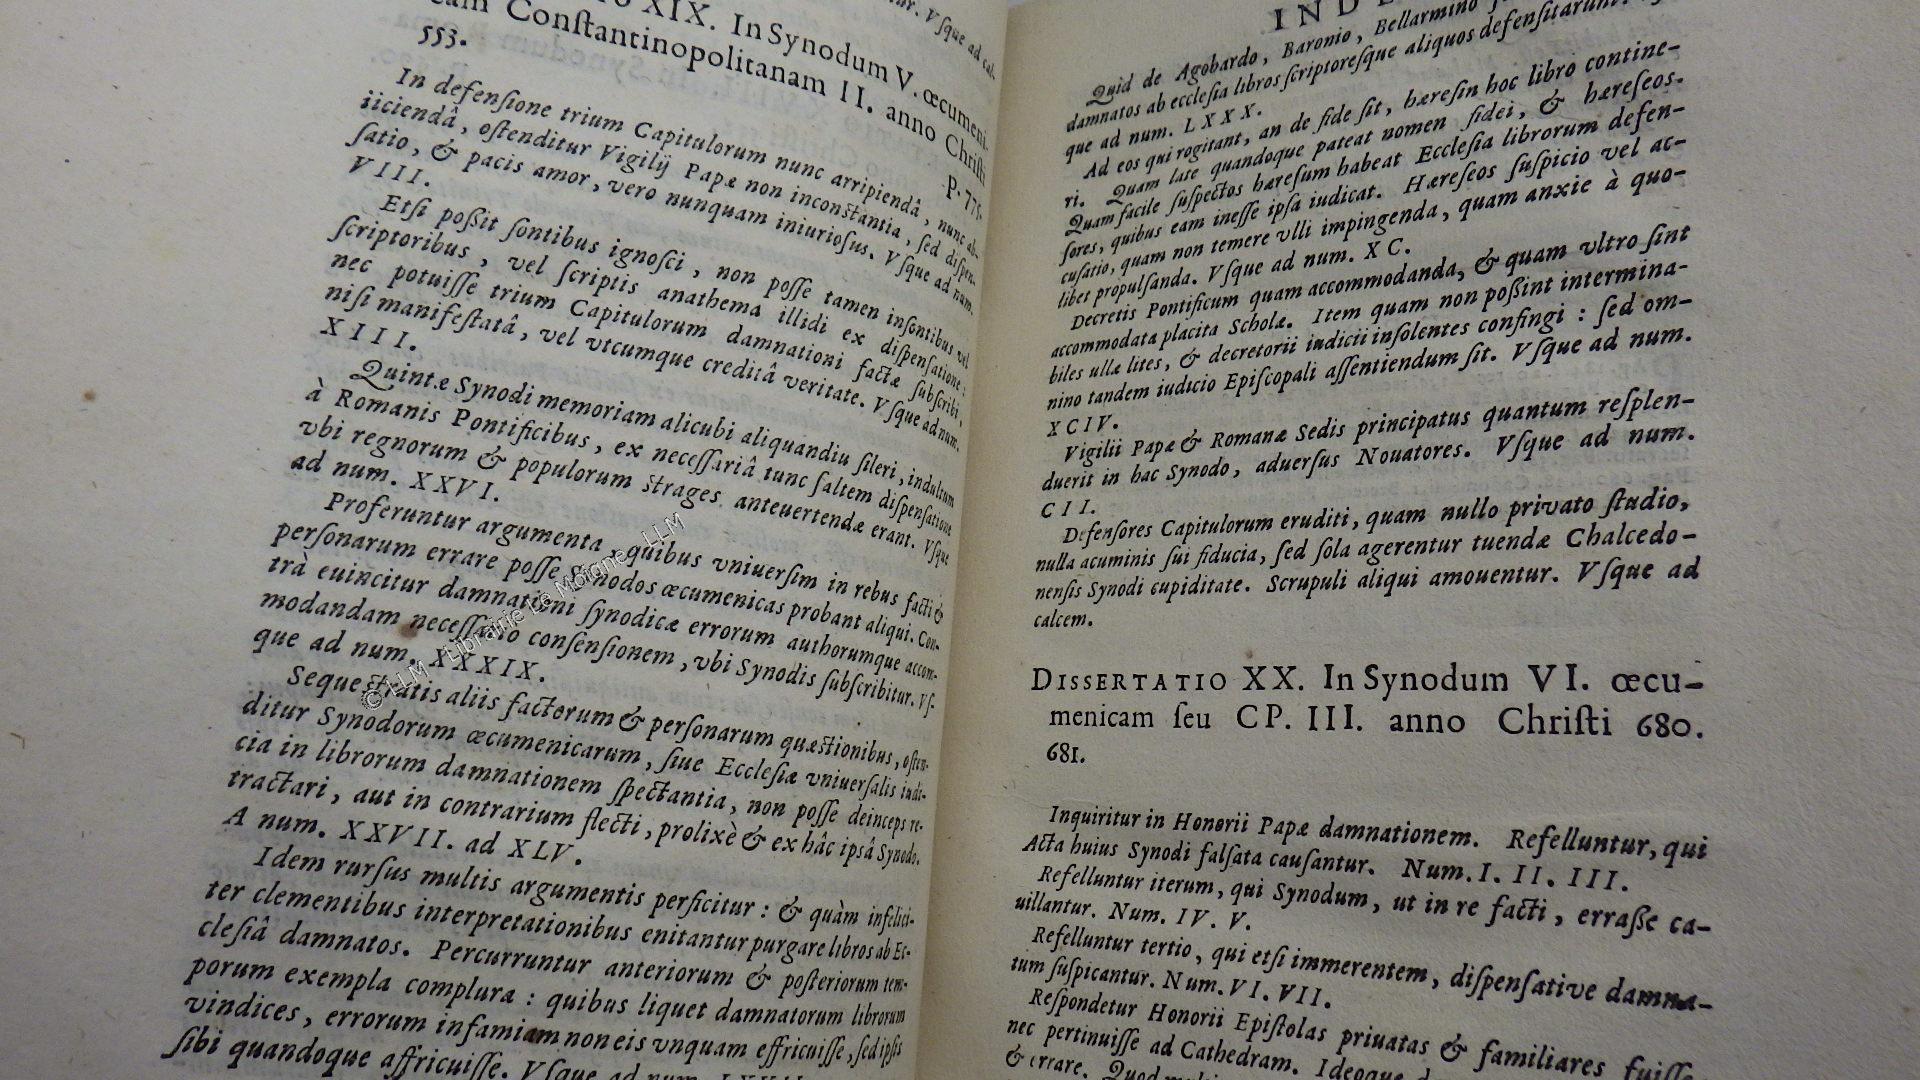 XIX. In Synodum V. œcumeni-
cam Conſtantinopolitanam II. anno Chriſti
553. P. 775.
In defenſione trium Capitulorum nunc arripiendâ, nunc ab-
iiciendâ, oſtenditur Vigilij Papæ non inconstantia, ſed diſpen-
ſatio, & pacis amor, vero nunquam iniurioſus. Vſque ad num.
VIII.
Etſi poßit ſontibus ignoſci, non poſſe tamen inſontibus vel
ſcriptoribus, vel ſcriptis anathema illidi ex diſpenſatione:
nec potuiſſe trium Capitulorum damnationi factæ ſubſcribi,
niſi manifeſtatâ, vel vtcumque creditâ veritate. Vſque ad num.
XIII.
Quintæ Synodi memoriam alicubi aliquandiu ſileri, indultum
à Romanis Pontificibus, ex neceſſariâ tunc ſaltem diſpenſatione
vbi regnorum & populorum strages anteuertendæ erant. Vſque
ad num. XXVI.
Proferuntur argumenta, quibus vniuerſim in rebus facti &
perſonarum errare poſſe Synodos œcumenicas probant aliqui. Con-
trà euincitur damnationi ſynodicæ errorum authorumque accom-
modandam neceſſario conſenſionem, vbi Synodis ſubſcribitur. Vſ-
que ad num. XXXIX.
Sequestratis aliis factorum & perſonarum quæstionibus, oſten-
ditur Synodorum œcumenicarum, ſiue Eccleſiæ vniuerſalis iudi-
cia in librorum damnationem ſpectantia, non poſſe deinceps re-
tractari, aut in contrarium flecti, prolixè & ex hâc ipsâ Synodo.
A num. XXVII. ad XLV.
Idem rurſus multis argumentis perficitur: & quàm infelici-
ter clementibus interpretationibus enitantur purgare libros ab Ec-
cleſiâ damnatos. Percurruntur anteriorum & poſteriorum tem-
porum exempla complura: quibus liquet damnatorum librorum
vindices, errorum infamiam non eis vnquam effricuiſſe, ſed ipſis
ſibi quandoque affricuiſſe. Vſque ad num.
© LLM - Librairie Le Moigne - LLM
Quid de Agobardo, Baronio, Bellarmino
damnatos ab eccleſia libros ſcriptoreſque aliquos defenſitarunt.
que ad num. LXXX.
Ad eos qui rogitant, an de fide ſit, hæreſin hoc libro contine-
ri. Quam late quandoque pateat nomen fidei, & hæreſeos.
Quam facile ſuſpectos hæreſum habeat Eccleſia librorum defen-
ſores, quibus eam ineſſe ipſa iudicat. Hæreſeos ſuſpicio vel ac-
cuſatio, quam non temere vlli impingenda, quam anxie à quo-
libet propulſanda. Vſque ad num. XC.
Decretis Pontificum quam accommodanda, & quam vltro ſint
accommodata placita Scholæ. Item quam non poßint intermina-
biles ullæ lites, & decretorii iudicii inſolentes confingi: ſed om-
nino tandem iudicio Epiſcopali aſſentiendum ſit. Vſque ad num.
XCIV.
Vigilii Papæ & Romanæ Sedis principatus quantum reſplen-
duerit in hac Synodo, aduerſus Nouatores. Vſque ad num.
CII.
Defenſores Capitulorum eruditi, quam nullo privato ſtudio,
nulla acuminis ſui fiducia, ſed ſola agerentur tuendæ Chalcedo-
nenſis Synodi cupiditate. Scrupuli aliqui amouentur. Vſque ad
calcem.
DISSERTATIO XX. In Synodum VI. œcu-
menicam ſeu CP. III. anno Chriſti 680.
681.
Inquiritur in Honorii Papæ damnationem. Refelluntur, qui
Acta huius Synodi falſata cauſantur. Num. I. II. III.
Refelluntur iterum, qui Synodum, ut in re facti, erraſſe ca-
uillantur. Num. IV. V.
Refelluntur tertio, qui etſi immerentem, diſpenſative damna-
tum ſuſpicantur. Num. VI. VII.
Reſpondetur Honorii Epiſtolas priuatas & familiares fuiſſe
nec pertinuiſſe ad Cathedram. Ideoque
& errare. Quod